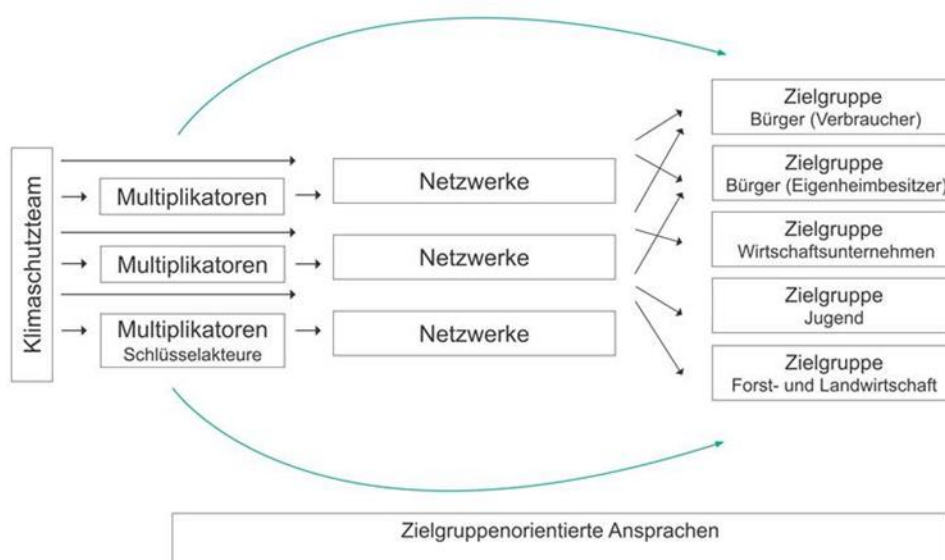 Klimaschutzteam
Multiplikatoren
Multiplikatoren
Multiplikatoren
Schlüsselakteure
Netzwerke
Netzwerke
Netzwerke
Zielgruppe
Bürger (Verbraucher)
Zielgruppe
Bürger (Eigenheimbesitzer)
Zielgruppe
Wirtschaftsunternehmen
Zielgruppe
Jugend
Zielgruppe
Forst- und Landwirtschaft
Zielgruppenorientierte Ansprachen